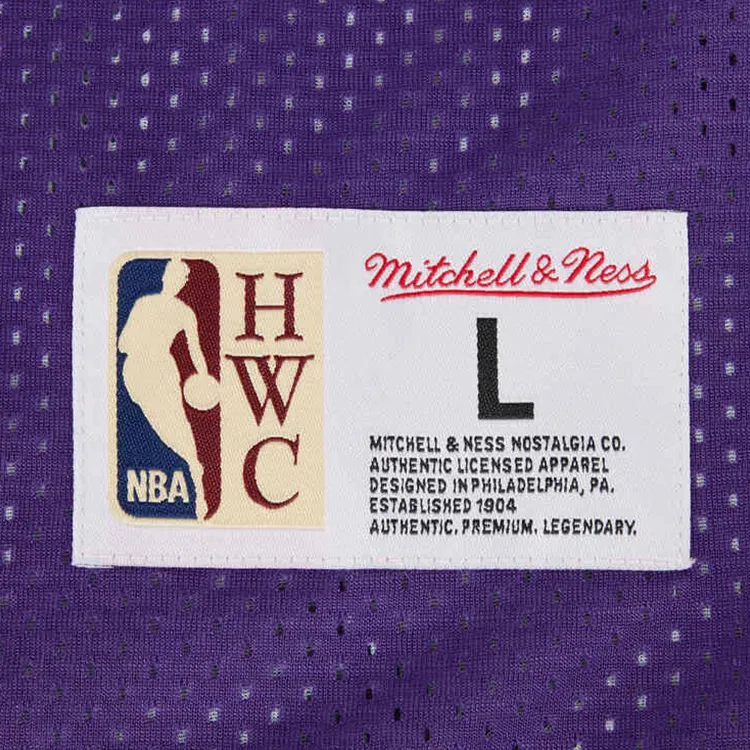 NBA
H
W
C
Mitchell & Ness
L
MITCHELL & NESS NOSTALGIA CO.
AUTHENTIC LICENSED APPAREL
DESIGNED IN PHILADELPHIA, PA.
ESTABLISHED 1904
AUTHENTIC. PREMIUM. LEGENDARY.